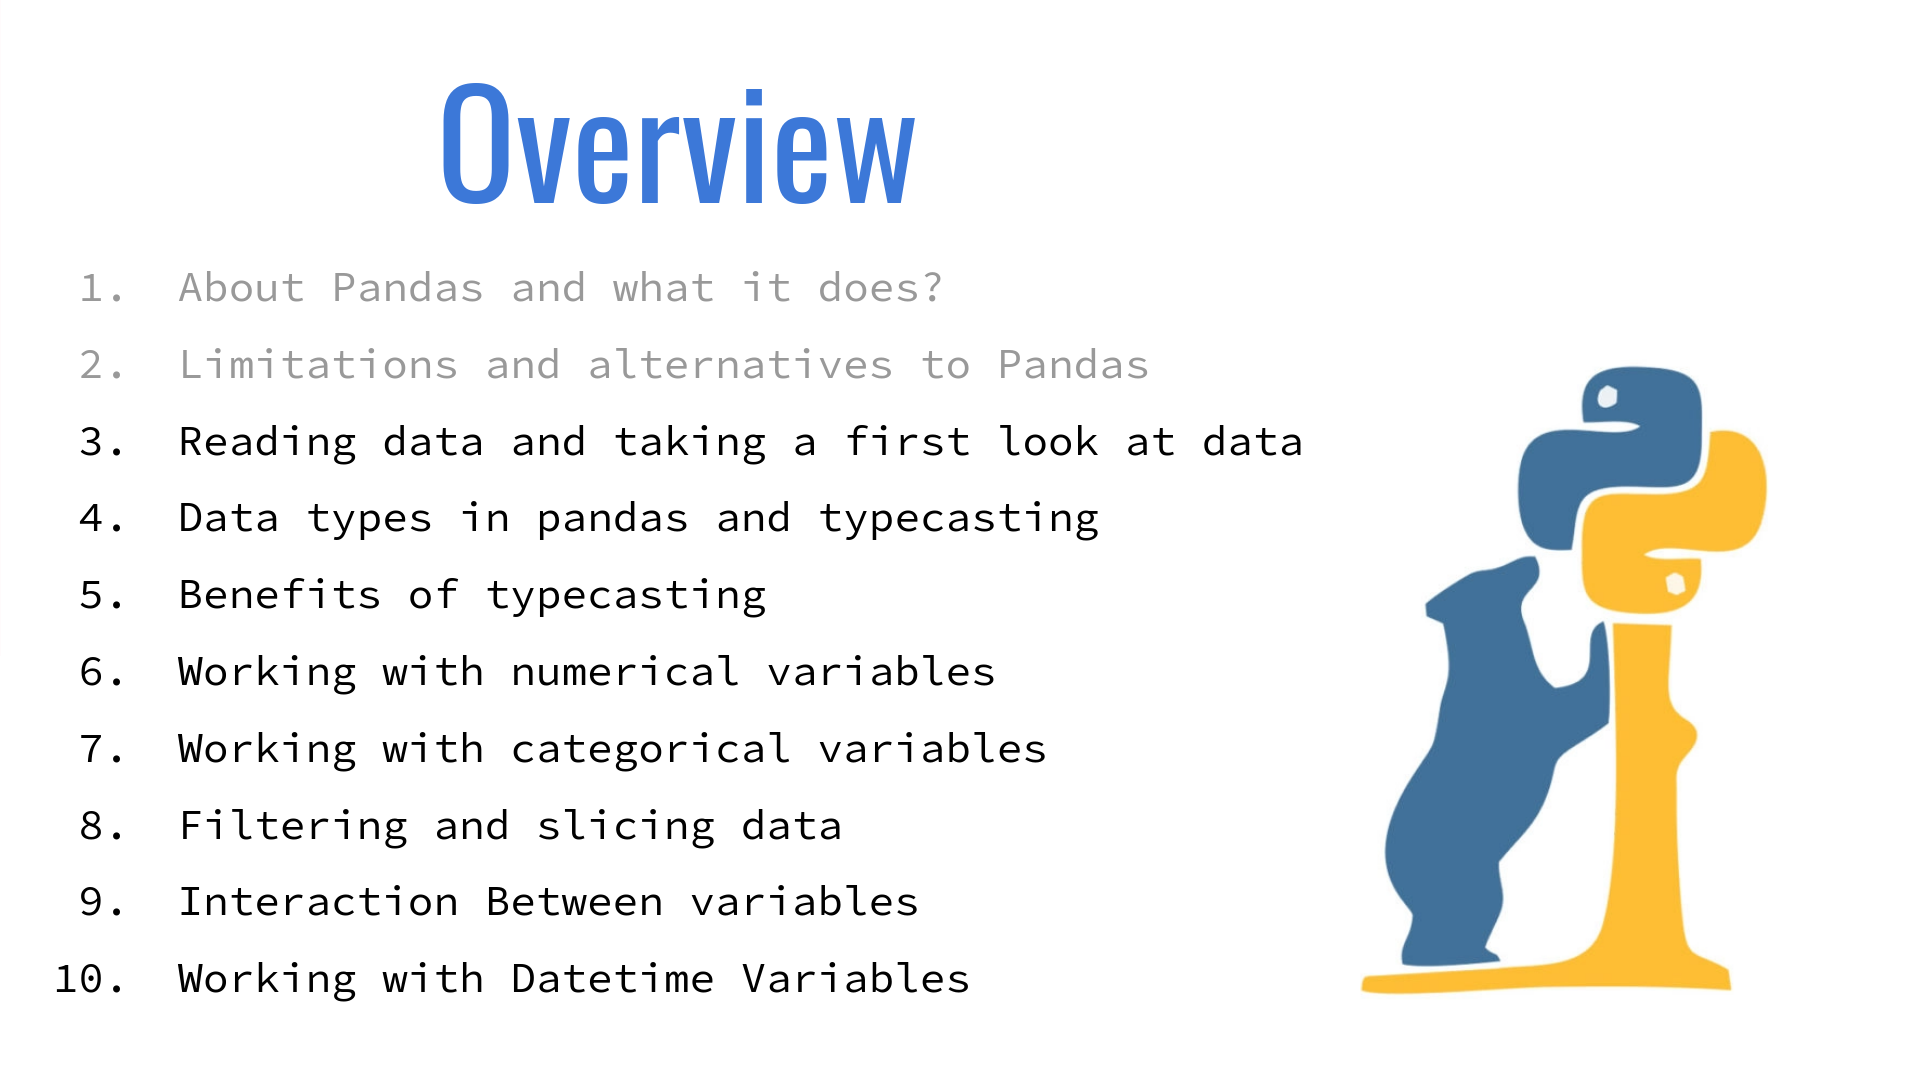 Overview
1. About Pandas and what it does?
2. Limitations and alternatives to Pandas
3. Reading data and taking a first look at data
4. Data types in pandas and typecasting
5. Benefits of typecasting
6. Working with numerical variables
7. Working with categorical variables
8. Filtering and slicing data
9. Interaction Between variables
10. Working with Datetime Variables